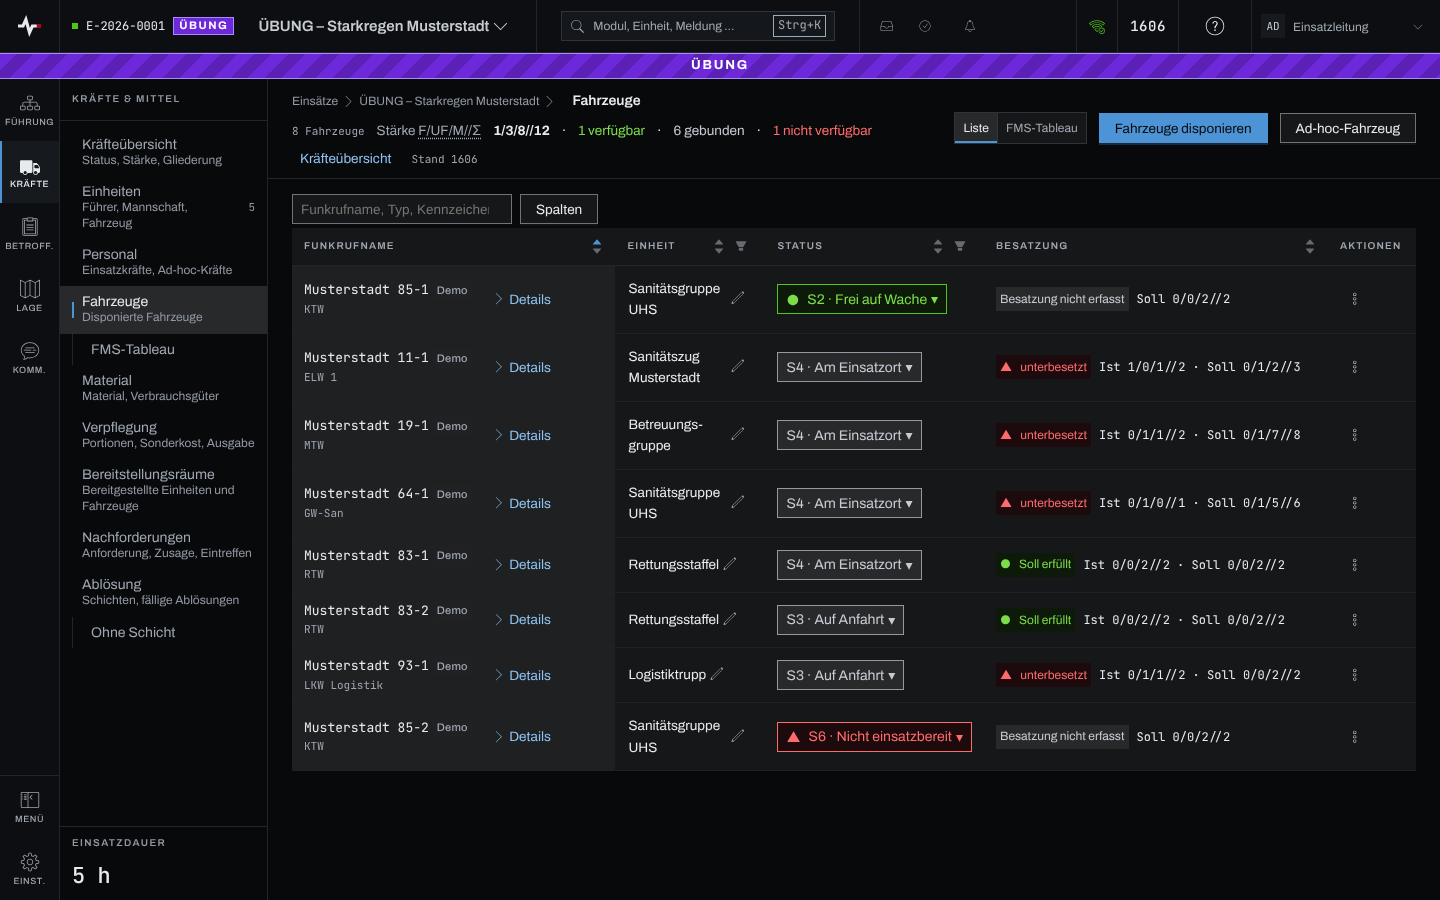 E-2026-0001 ÜBUNG ÜBUNG – Starkregen Musterstadt Modul, Einheit, Meldung ... Strg+K 1606 ? AD Einsatzleitung
ÜBUNG
FÜHRUNG
KRÄFTE
BETROFF.
LAGE
KOMM.
MENÜ
EINST.
KRÄFTE & MITTEL
Kräfteübersicht
Status, Stärke, Gliederung
Einheiten
Führer, Mannschaft,
Fahrzeug
5
Personal
Einsatzkräfte, Ad-hoc-Kräfte
Fahrzeuge
Disponierte Fahrzeuge
FMS-Tableau
Material
Material, Verbrauchsgüter
Verpflegung
Portionen, Sonderkost, Ausgabe
Bereitstellungsräume
Bereitgestellte Einheiten und
Fahrzeuge
Nachforderungen
Anforderung, Zusage, Eintreffen
Ablösung
Schichten, fällige Ablösungen
Ohne Schicht
EINSATZDAUER
5 h
Einsätze ÜBUNG – Starkregen Musterstadt Fahrzeuge
8 Fahrzeuge Stärke F/UF/M//Σ 1/3/8//12 · 1 verfügbar · 6 gebunden · 1 nicht verfügbar
Kräfteübersicht Stand 1606
Liste FMS-Tableau Fahrzeuge disponieren Ad-hoc-Fahrzeug
Funkrufname, Typ, Kennzeichen Spalten
FUNKRUFNAME EINHEIT STATUS BESATZUNG AKTIONEN
Musterstadt 85-1 Demo
KTW
Details
Sanitätsgruppe
UHS
S2 · Frei auf Wache ▾
Besatzung nicht erfasst Soll 0/0/2//2
Musterstadt 11-1 Demo
ELW 1
Details
Sanitätszug
Musterstadt
S4 · Am Einsatzort ▾
unterbesetzt Ist 1/0/1//2 · Soll 0/1/2//3
Musterstadt 19-1 Demo
MTW
Details
Betreuungs-
gruppe
S4 · Am Einsatzort ▾
unterbesetzt Ist 0/1/1//2 · Soll 0/1/7//8
Musterstadt 64-1 Demo
GW-San
Details
Sanitätsgruppe
UHS
S4 · Am Einsatzort ▾
unterbesetzt Ist 0/1/0//1 · Soll 0/1/5//6
Musterstadt 83-1 Demo
RTW
Details
Rettungsstaffel
S4 · Am Einsatzort ▾
Soll erfüllt Ist 0/0/2//2 · Soll 0/0/2//2
Musterstadt 83-2 Demo
RTW
Details
Rettungsstaffel
S3 · Auf Anfahrt ▾
Soll erfüllt Ist 0/0/2//2 · Soll 0/0/2//2
Musterstadt 93-1 Demo
LKW Logistik
Details
Logistiktrupp
S3 · Auf Anfahrt ▾
unterbesetzt Ist 0/1/1//2 · Soll 0/0/2//2
Musterstadt 85-2 Demo
KTW
Details
Sanitätsgruppe
UHS
S6 · Nicht einsatzbereit ▾
Besatzung nicht erfasst Soll 0/0/2//2